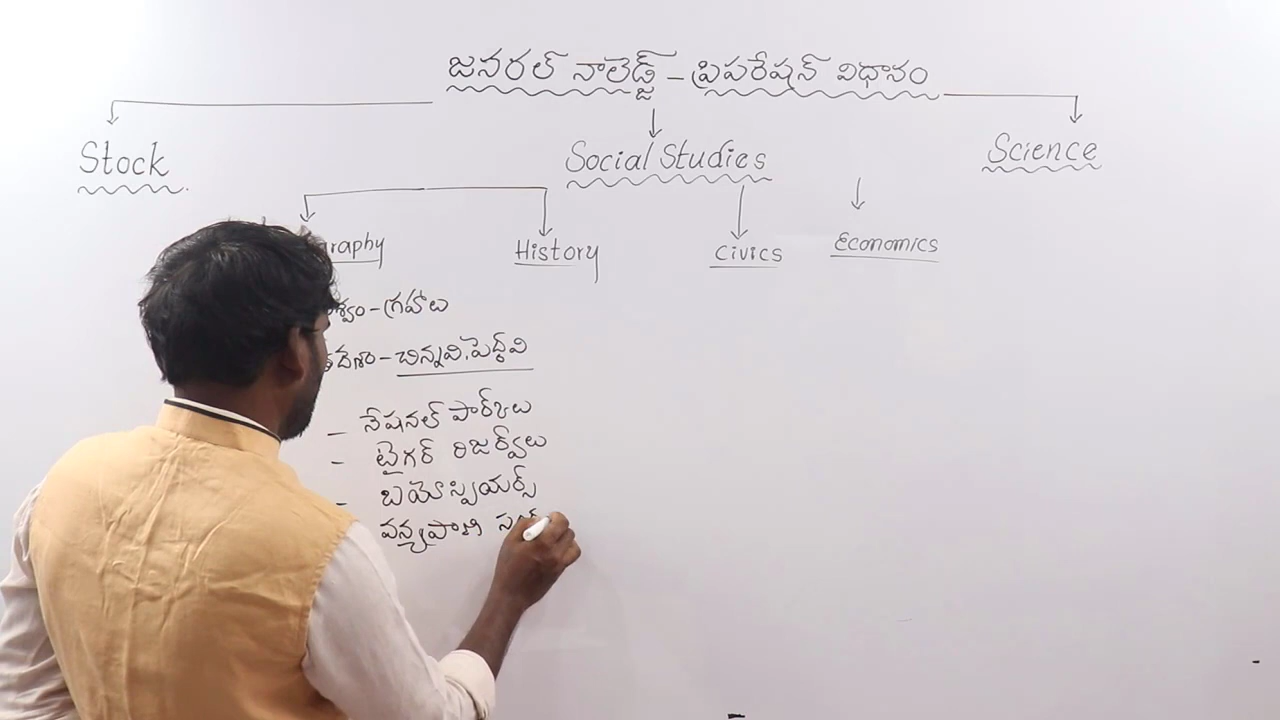 జనరల్ నాలెడ్జ్ – ప్రిపరేషన్ విధానం
Stock
Social Studies
Science
graphy
History
Civics
Economics
శ్వం – గ్రహాలు
దేశం – చిన్నవి, పెద్దవి
– నేషనల్ పార్క్‌లు
– టైగర్ రిజర్వ్‌లు
– బయోస్పియర్స్
వన్యప్రాణి